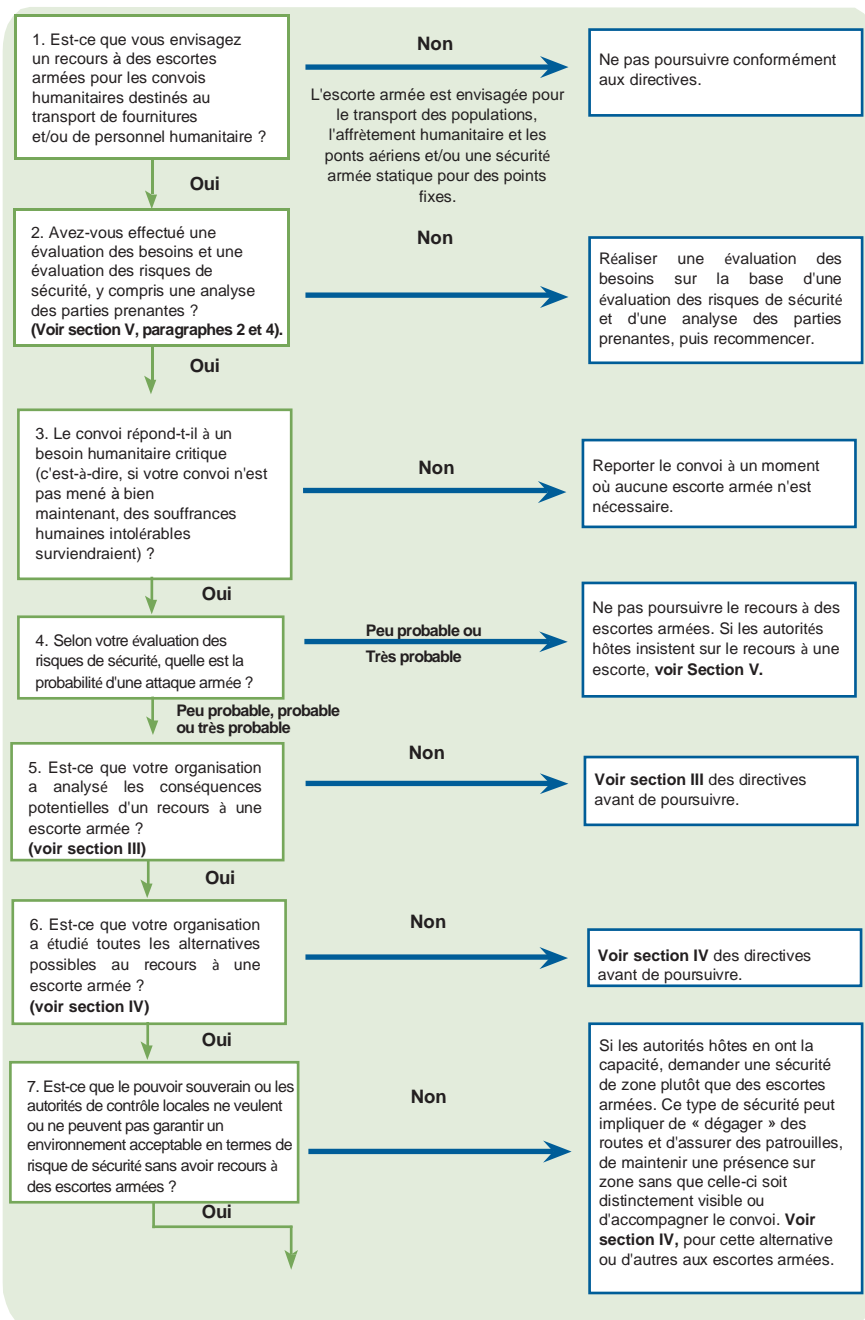 1. Est-ce que vous envisagez
un recours à des escortes
armées pour les convois
humanitaires destinés au
transport de fournitures
et/ou de personnel humanitaire ?
Non
L'escorte armée est envisagée pour
le transport des populations,
l'affrètement humanitaire et les
ponts aériens et/ou une sécurité
armée statique pour des points
fixes.
Ne pas poursuivre conformément
aux directives.
Oui
2. Avez-vous effectué une
évaluation des besoins et une
évaluation des risques de
sécurité, y compris une analyse
des parties prenantes ?
(Voir section V, paragraphes 2 et 4).
Non
Réaliser une évaluation des
besoins sur la base d'une
évaluation des risques de sécurité
et d'une analyse des parties
prenantes, puis recommencer.
Oui
3. Le convoi répond-t-il à un
besoin humanitaire critique
(c'est-à-dire, si votre convoi n'est
pas mené à bien
maintenant, des souffrances
humaines intolérables
surviendraient) ?
Non
Reporter le convoi à un moment
où aucune escorte armée n'est
nécessaire.
Oui
4. Selon votre évaluation des
risques de sécurité, quelle est la
probabilité d'une attaque armée ?
Peu probable ou
Très probable
Ne pas poursuivre le recours à des
escortes armées. Si les autorités
hôtes insistent sur le recours à une
escorte, voir Section V.
Peu probable, probable
ou très probable
5. Est-ce que votre organisation
a analysé les conséquences
potentielles d'un recours à une
escorte armée ?
(voir section III)
Non
Voir section III des directives
avant de poursuivre.
Oui
6. Est-ce que votre organisation
a étudié toutes les alternatives
possibles au recours à une
escorte armée ?
(voir section IV)
Non
Voir section IV des directives
avant de poursuivre.
Oui
7. Est-ce que le pouvoir souverain ou les
autorités de contrôle locales ne veulent
ou ne peuvent pas garantir un
environnement acceptable en termes de
risque de sécurité sans avoir recours à
des escortes armées ?
Non
Si les autorités hôtes en ont la
capacité, demander une sécurité
de zone plutôt que des escortes
armées. Ce type de sécurité peut
impliquer de « dégager » des
routes et d'assurer des patrouilles,
de maintenir une présence sur
zone sans que celle-ci soit
distinctement visible ou
d'accompagner le convoi. Voir
section IV, pour cette alternative
ou d'autres aux escortes armées.
Oui